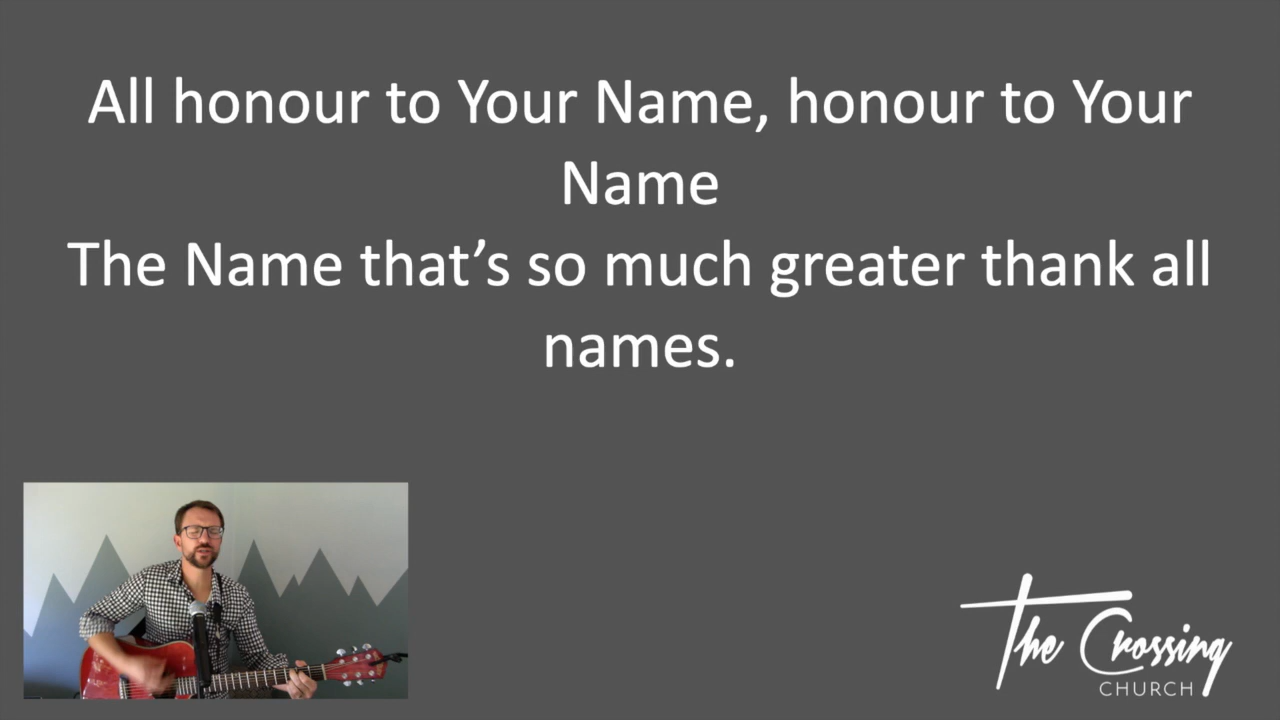 All honour to Your Name, honour to Your
Name
The Name that’s so much greater thank all
names.
The Crossing
CHURCH